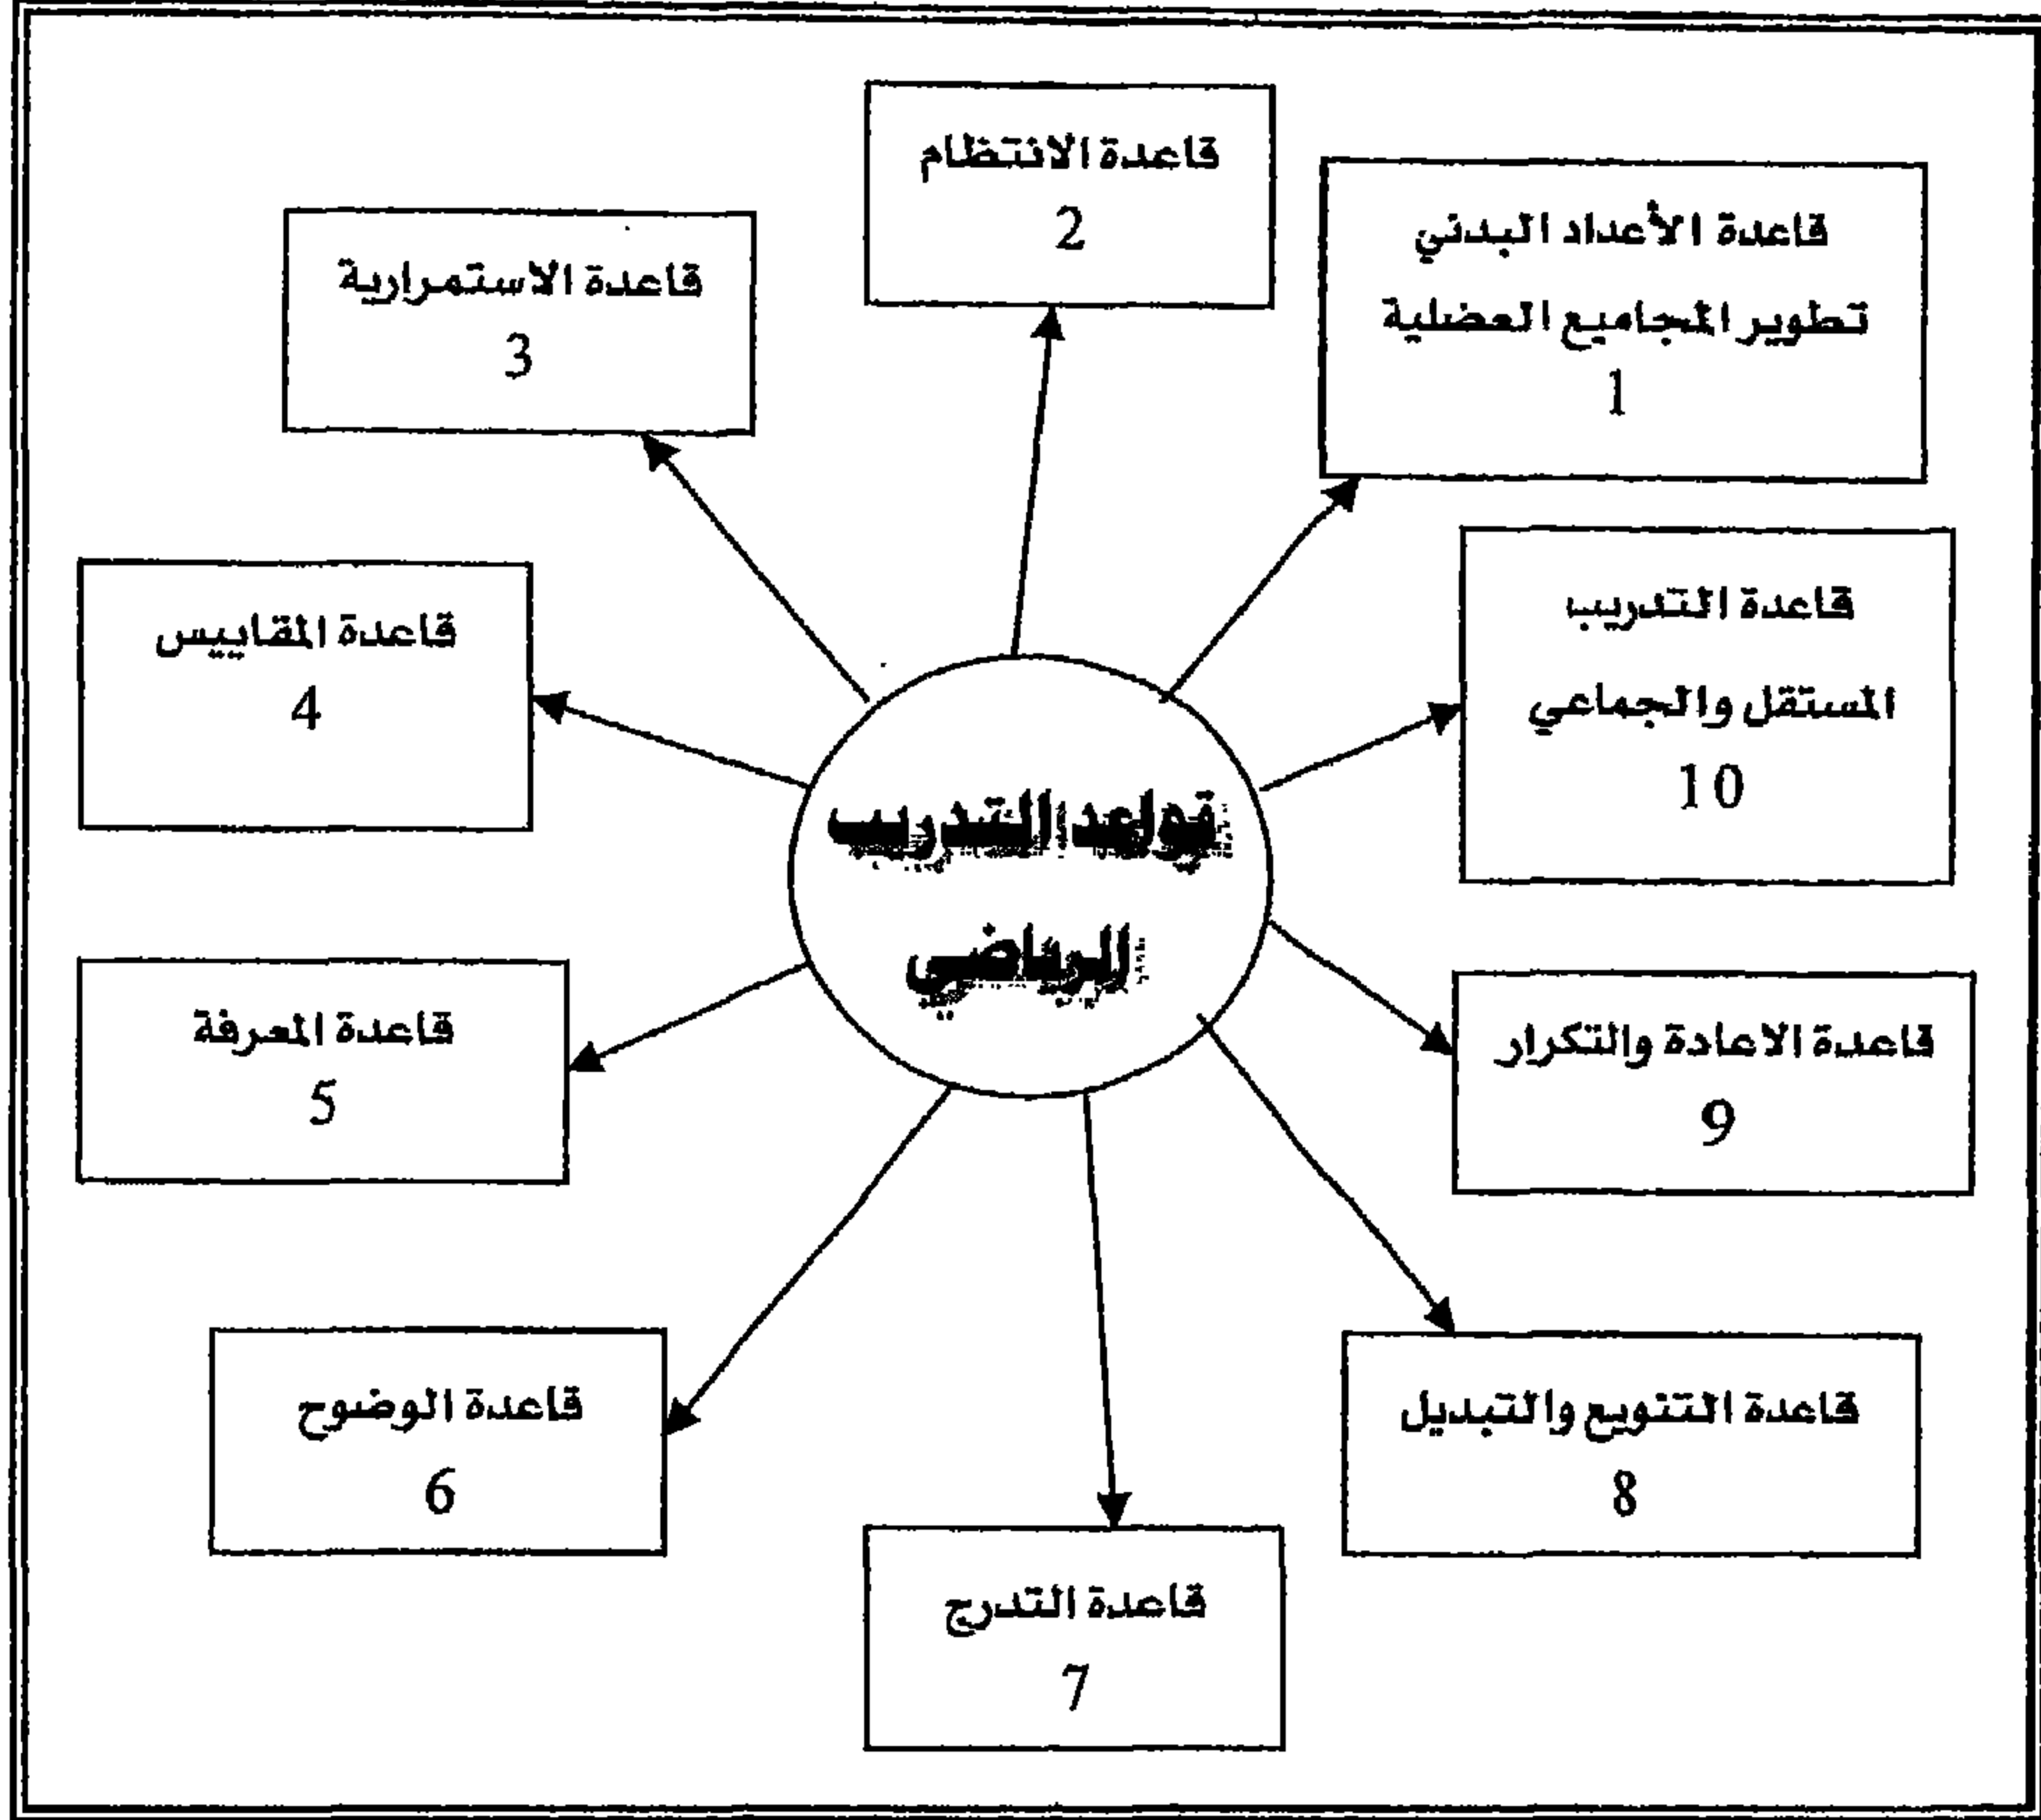 قاعدة الأعداد البدني
تطوير المجاميع العضلية
1
قاعدة الانتظام
2
قاعدة الاستمرارية
3
قاعدة المقاييس
4
قاعدة المعرفة
5
قاعدة الوضوح
6
قاعدة التدرج
7
قاعدة التنويع والتبديل
8
قاعدة الاعادة والتكرار
9
قاعدة التدريب
المستقل والجماعي
10
قواعد التدريب
الرياضي